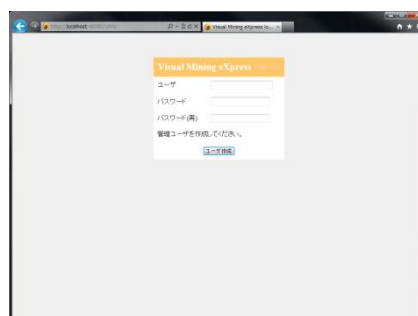 Visual Mining eXpress lo...
Visual Mining eXpress
ユーザ
パスワード
パスワード(再)
管理ユーザを作成してください。
ユーザ作成